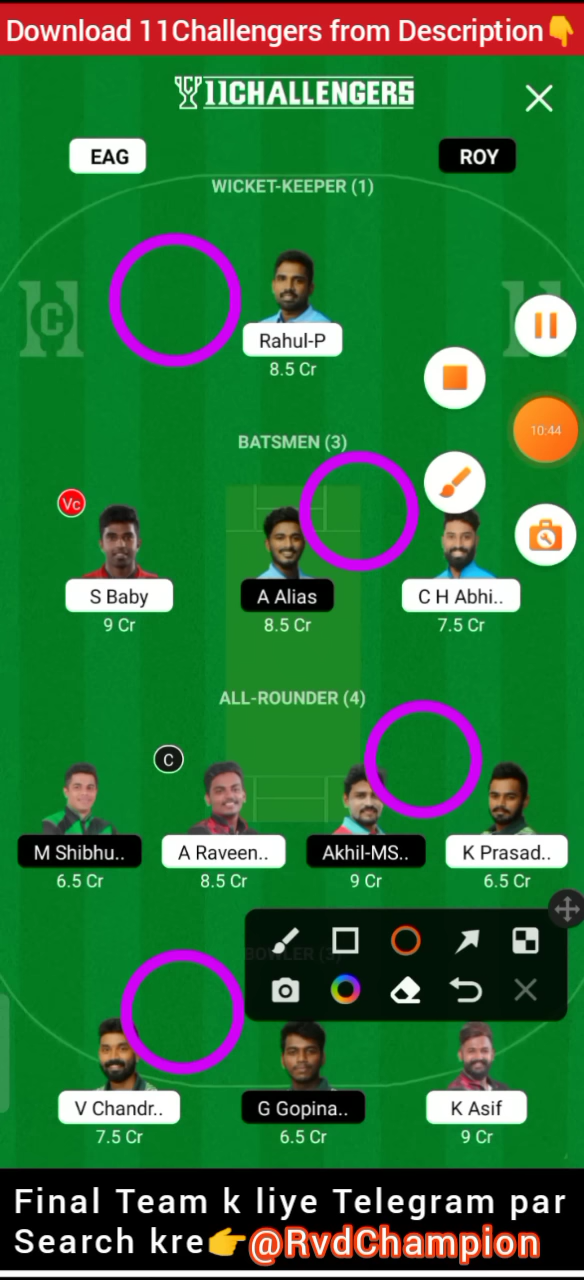 Download 11Challengers from Description👇
11CHALLENGERS
EAG
ROY
WICKET-KEEPER (1)
Rahul-P
8.5 Cr
10:44
BATSMEN (3)
Vc
S Baby
A Alias
C H Abhi..
9 Cr
8.5 Cr
7.5 Cr
ALL-ROUNDER (4)
C
M Shibhu..
A Raveen..
Akhil-MS..
K Prasad..
6.5 Cr
8.5 Cr
9 Cr
6.5 Cr
BOWLER (3)
V Chandr..
G Gopina..
K Asif
7.5 Cr
6.5 Cr
9 Cr
Final Team k liye Telegram par
Search kre👉@RvdChampion